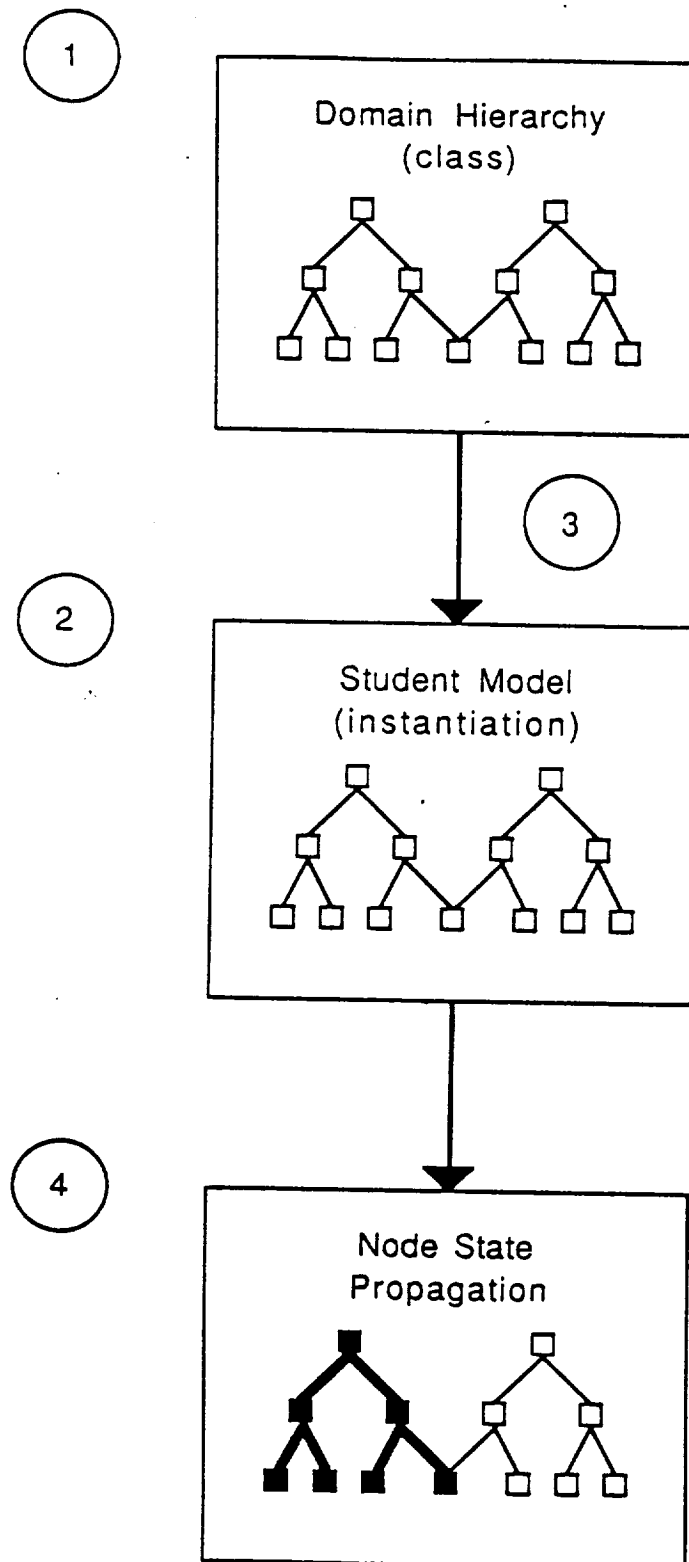 1
Domain Hierarchy
(class)
3
2
Student Model
(instantiation)
4
Node State
Propagation